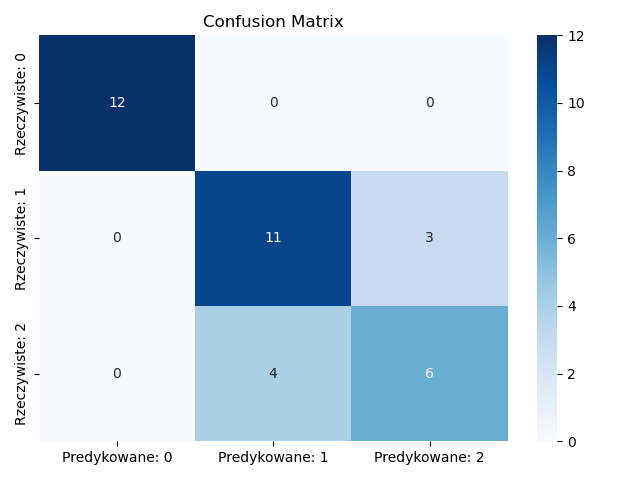 Confusion Matrix
Rzeczywiste: 0
12 0 0
Rzeczywiste: 1
0 11 3
Rzeczywiste: 2
0 4 6
Predykowane: 0 Predykowane: 1 Predykowane: 2
12
10
8
6
4
2
0